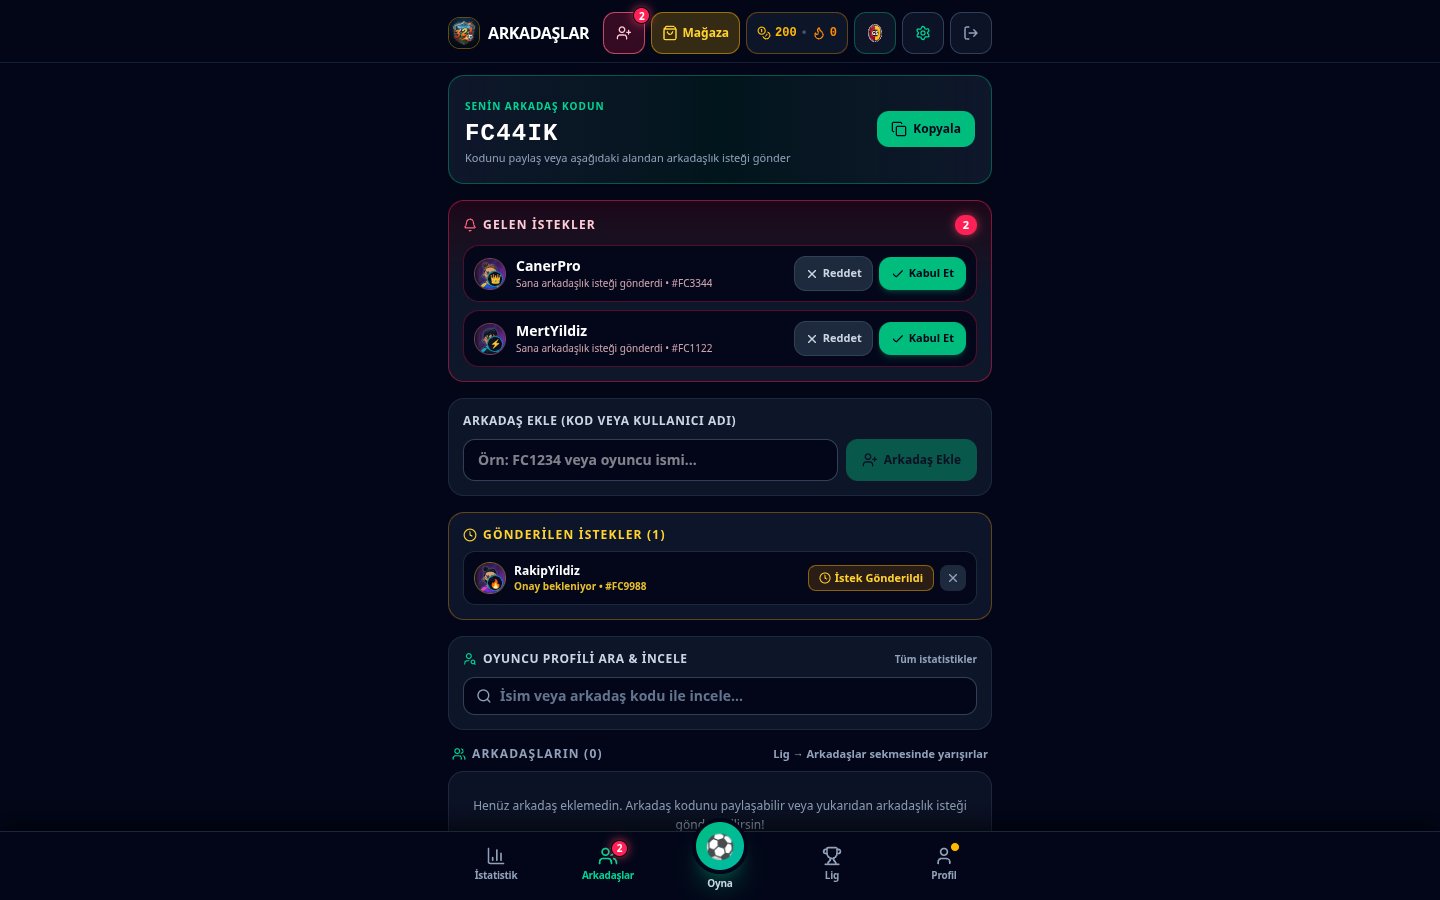 ARKADAŞLAR
2
Mağaza
200 • 0
SENİN ARKADAŞ KODUN
FC44IK
Kodunu paylaş veya aşağıdaki alandan arkadaşlık isteği gönder
Kopyala
GELEN İSTEKLER
2
CanerPro
Sana arkadaşlık isteği gönderdi • #FC3344
Reddet
Kabul Et
MertYildiz
Sana arkadaşlık isteği gönderdi • #FC1122
Reddet
Kabul Et
ARKADAŞ EKLE (KOD VEYA KULLANICI ADI)
Örn: FC1234 veya oyuncu ismi...
Arkadaş Ekle
GÖNDERİLEN İSTEKLER (1)
RakipYildiz
Onay bekleniyor • #FC9988
İstek Gönderildi
OYUNCU PROFİLİ ARA & İNCELE
Tüm istatistikler
İsim veya arkadaş kodu ile incele...
ARKADAŞLARIN (0)
Lig → Arkadaşlar sekmesinde yarışırlar
Henüz arkadaş eklemedin. Arkadaş kodunu paylaşabilir veya yukarıdan arkadaşlık isteği
İstatistik
2
Arkadaşlar
Oyna
Lig
Profil